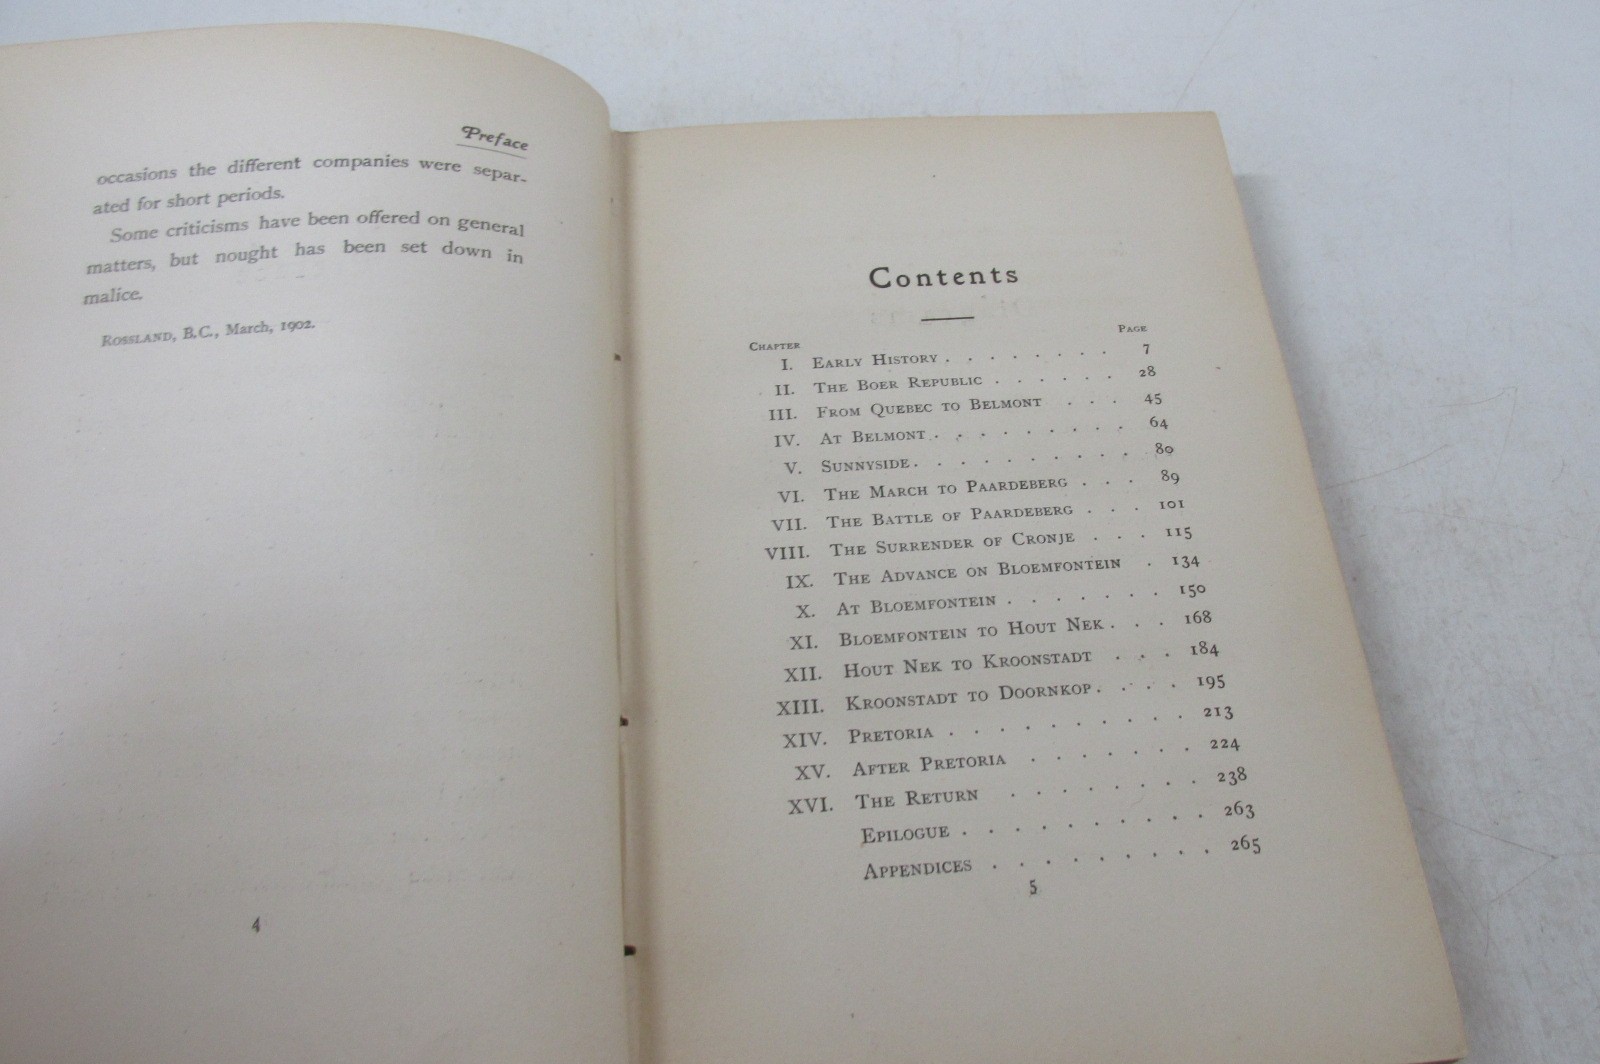 Preface
occasions the different companies were separ-
ated for short periods.
Some criticisms have been offered on general
matters, but nought has been set down in
malice.
Rossland, B.C., March, 1902.
4
Contents
Chapter Page
I. Early History . . . . . . . . 7
II. The Boer Republic . . . . . . 28
III. From Quebec to Belmont . . . 45
IV. At Belmont . . . . . . . . . 64
V. Sunnyside . . . . . . . . . . 80
VI. The March to Paardeberg . . . 89
VII. The Battle of Paardeberg . . . 101
VIII. The Surrender of Cronje . . . 115
IX. The Advance on Bloemfontein . 134
X. At Bloemfontein . . . . . . . 150
XI. Bloemfontein to Hout Nek . . . 168
XII. Hout Nek to Kroonstadt . . . 184
XIII. Kroonstadt to Doornkop . . . . 195
XIV. Pretoria . . . . . . . . . . 213
XV. After Pretoria . . . . . . . 224
XVI. The Return . . . . . . . . 238
Epilogue . . . . . . . . . . 263
Appendices . . . . . . . . . 265
5